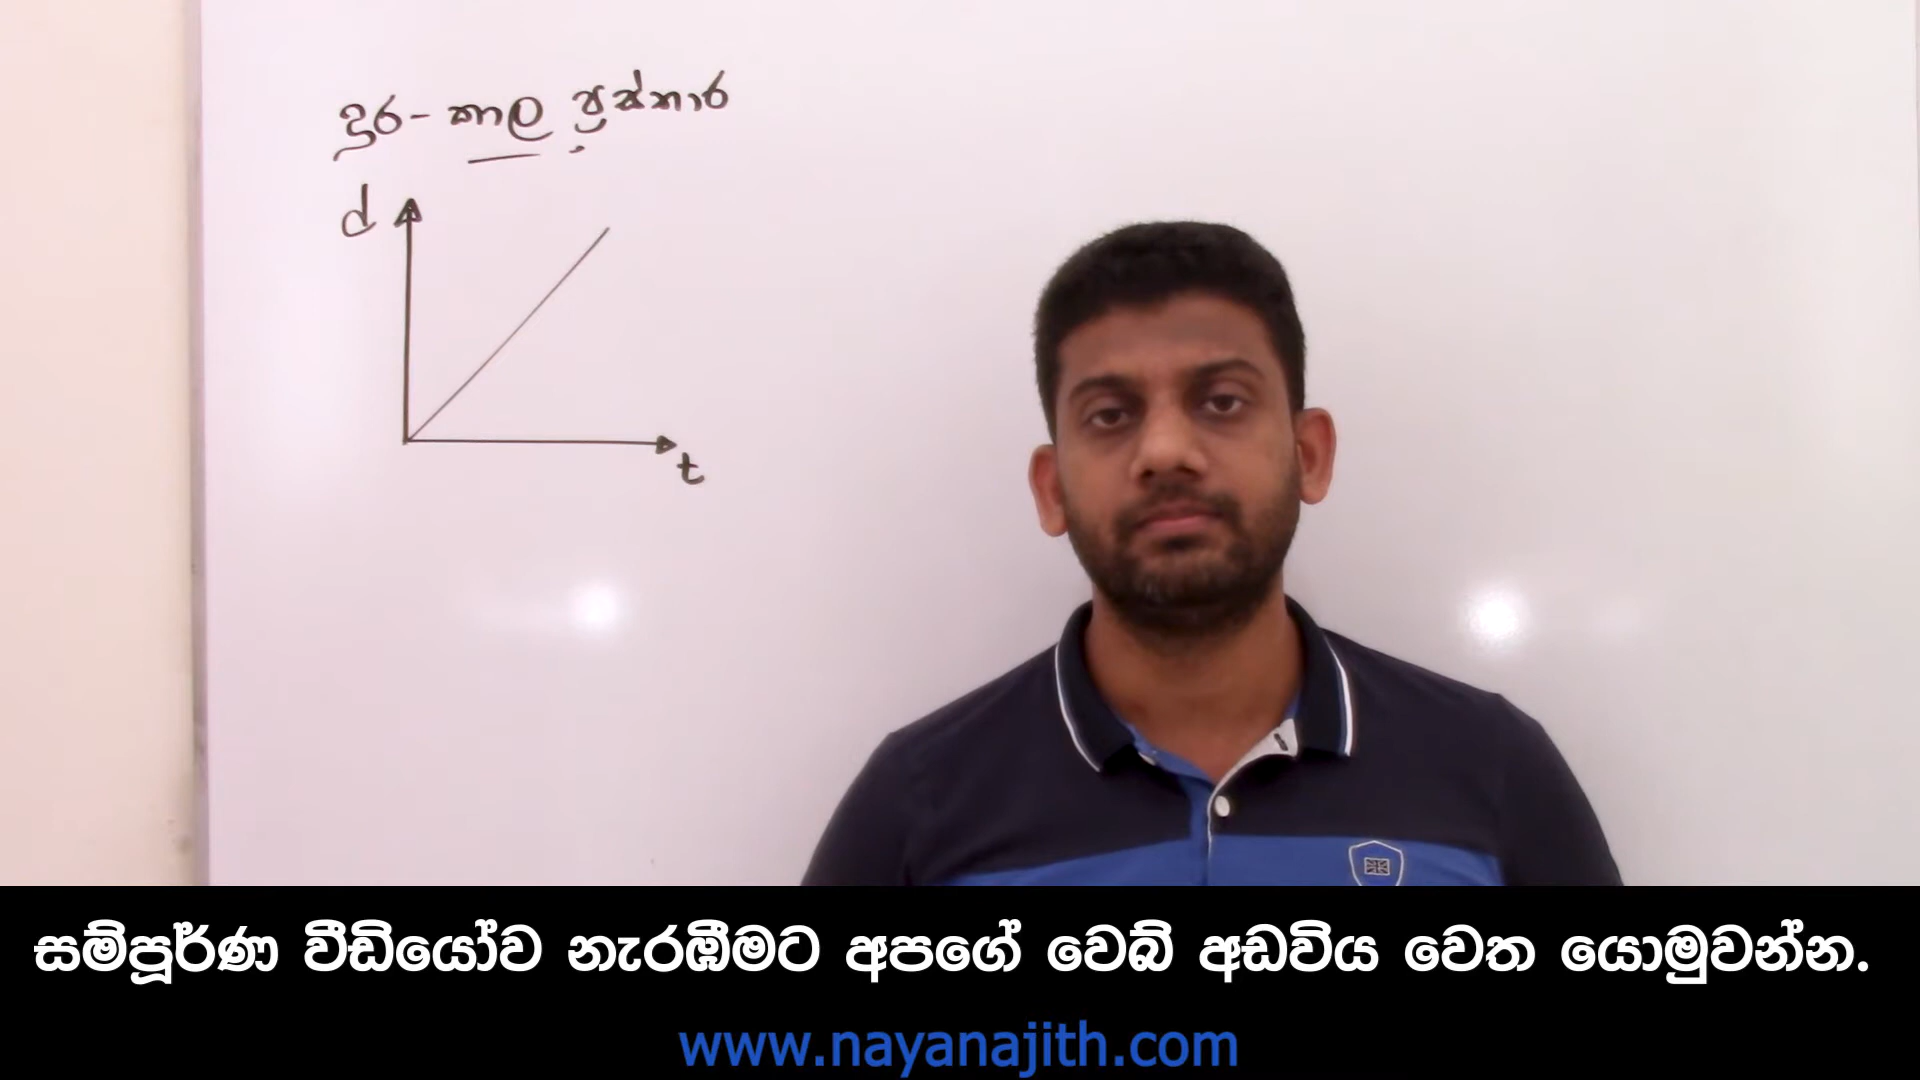 දුර - කාල ප්‍රස්තාර
d
t
සම්පූර්ණ වීඩියෝව නැරඹීමට අපගේ වෙබ් අඩවිය වෙත යොමුවන්න.
www.nayanajith.com